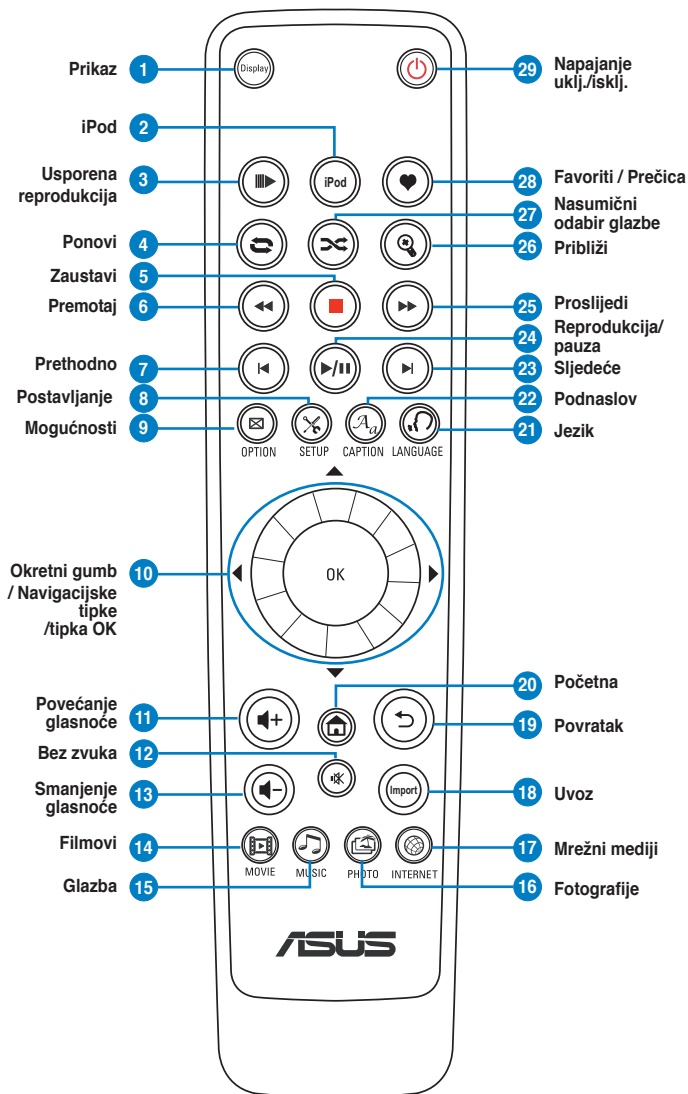 Prikaz
1
Display
29
Napajanje
uklj./isklj.
iPod
2
Usporena
reprodukcija
3
iPod
28
Favoriti / Prečica
27
Nasumični
odabir glazbe
Ponovi
4
26
Približi
Zaustavi
5
Premotaj
6
25
Proslijedi
24
Reprodukcija/
pauza
Prethodno
7
23
Sljedeće
Postavljanje
8
22
Podnaslov
Mogućnosti
9
Aa
21
Jezik
OPTION
SETUP
CAPTION
LANGUAGE
Okretni gumb
/ Navigacijske
tipke
/tipka OK
10
OK
20
Početna
Povećanje
glasnoće
11
19
Povratak
Bez zvuka
12
Smanjenje
glasnoće
13
Import
18
Uvoz
Filmovi
14
17
Mrežni mediji
MOVIE
MUSIC
PHOTO
INTERNET
Glazba
15
16
Fotografije
ASUS